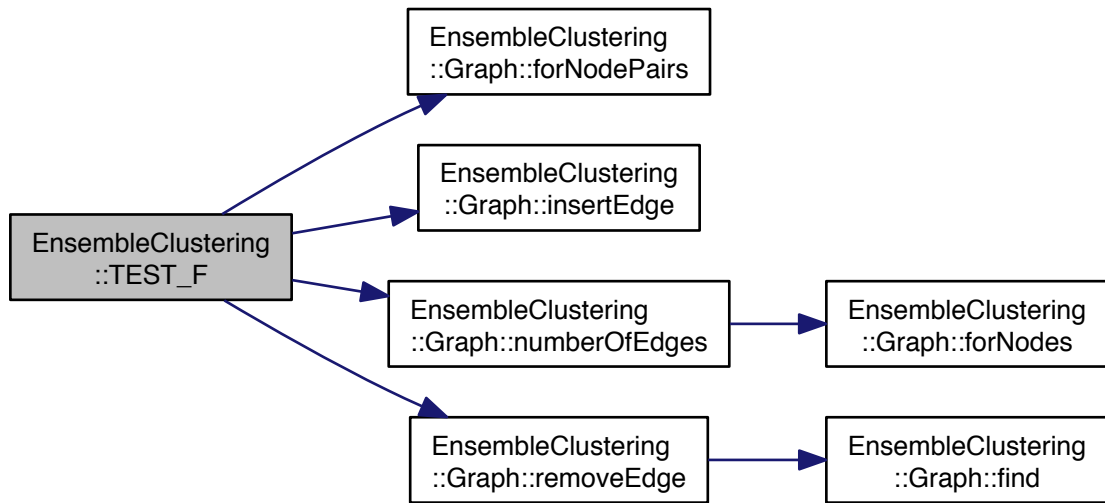 EnsembleClustering
::Graph::forNodePairs
EnsembleClustering
::Graph::insertEdge
EnsembleClustering
::TEST_F
EnsembleClustering
::Graph::numberOfEdges
EnsembleClustering
::Graph::forNodes
EnsembleClustering
::Graph::removeEdge
EnsembleClustering
::Graph::find